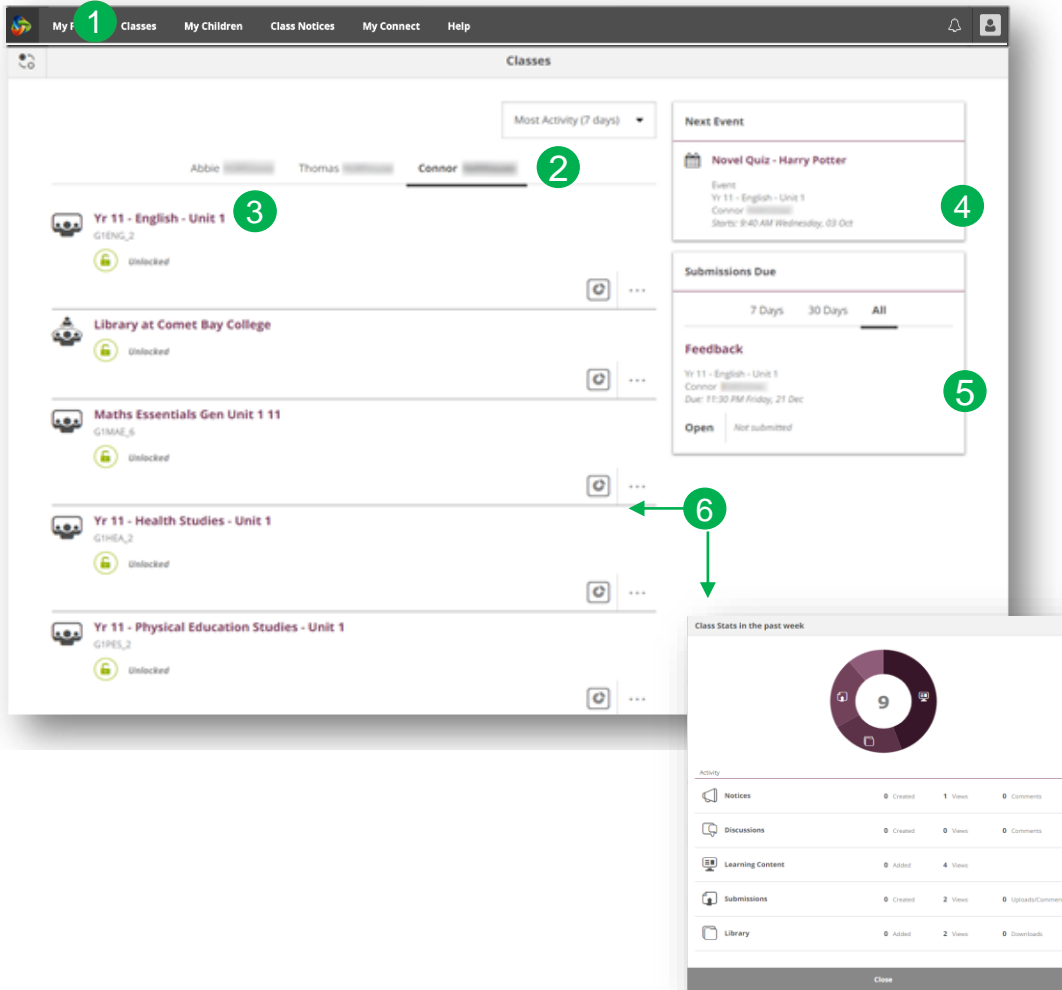 My 1 Classes My Children Class Notices My Connect Help
Classes
Most Activity (7 days)
Abbie Thomas Connor 2
Yr 11 - English - Unit 1 3
G1ENG_2
Unlocked
...
Library at Comet Bay College
Unlocked
...
Maths Essentials Gen Unit 1 11
G1MAE_6
Unlocked
...
Yr 11 - Health Studies - Unit 1
G1HEA_2
Unlocked
...
Yr 11 - Physical Education Studies - Unit 1
G1PES_2
Unlocked
...
Next Event
Novel Quiz - Harry Potter
Event
Yr 11 - English - Unit 1
Connor
Starts: 9:40 AM Wednesday, 03 Oct
4
Submissions Due
7 Days 30 Days All
Feedback
Yr 11 - English - Unit 1
Connor
Due: 11:30 PM Friday, 21 Dec
5
Open Not submitted
6
Class Stats in the past week
9
Activity
Notices 0 Created 1 Views 0 Comments
Discussions 0 Created 0 Views 0 Comments
Learning Content 0 Added 4 Views
Submissions 0 Created 2 Views 0 Uploads/Commen
Library 0 Added 2 Views 0 Downloads
Close